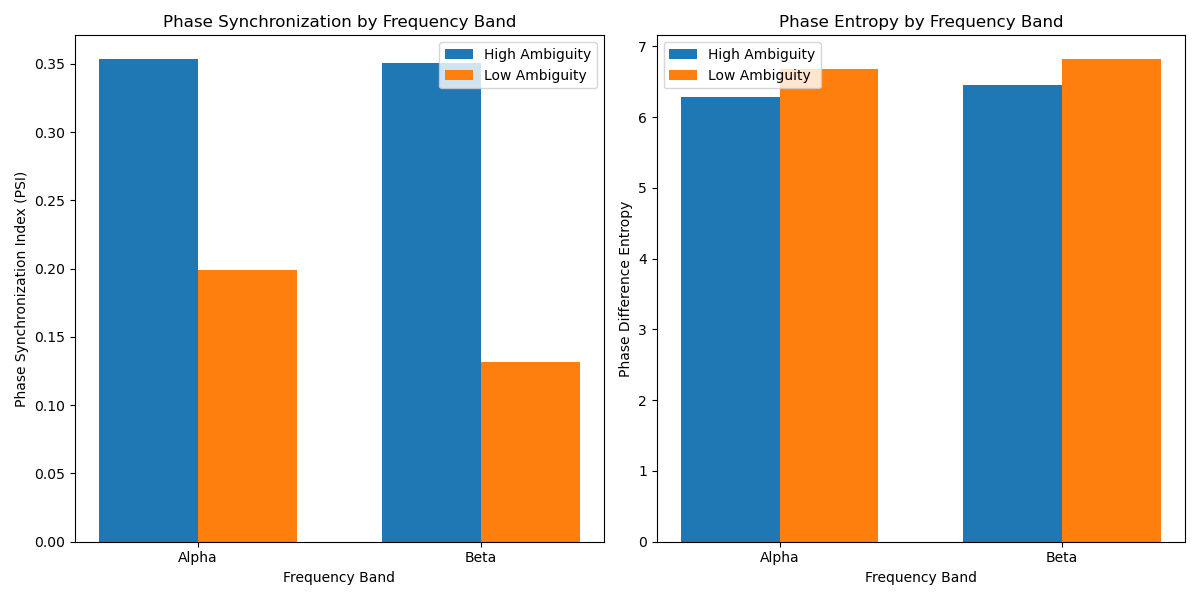 Phase Synchronization by Frequency Band
Phase Synchronization Index (PSI)
0.35
0.30
0.25
0.20
0.15
0.10
0.05
0.00
High Ambiguity
Low Ambiguity
Alpha
Beta
Frequency Band
Phase Entropy by Frequency Band
Phase Difference Entropy
7
6
5
4
3
2
1
0
High Ambiguity
Low Ambiguity
Alpha
Beta
Frequency Band